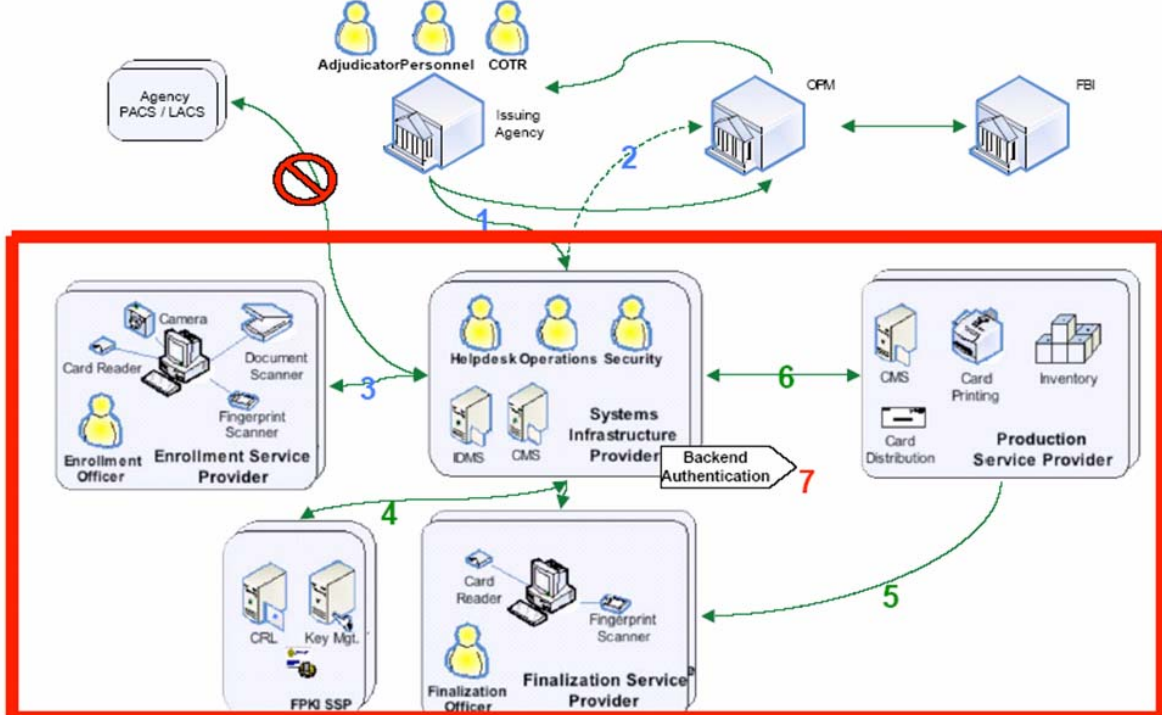 AdjudicatorPersonnel COTR
Agency
PACS / LACS
Issuing
Agency
OPM
FBI
2
1
Camera
Card Reader
Document
Scanner
Fingerprint
Scanner
Enrollment
Officer
Enrollment Service
Provider
3
Helpdesk Operations Security
IDMS
CMS
Systems
Infrastructure
Provider
Backend
Authentication
7
6
CMS
Card
Printing
Inventory
Card
Distribution
Production
Service Provider
4
5
CRL
Key Mgt.
FPKI SSP
Card
Reader
Fingerprint
Scanner
Finalization
Officer
Finalization Service
Provider